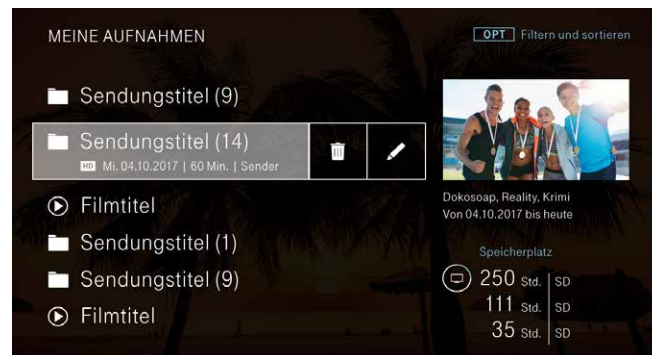 MEINE AUFNAHMEN
OPT Filtern und sortieren
Sendungstitel (9)
Sendungstitel (14)
HD Mi. 04.10.2017 | 60 Min. | Sender
Filmtitel
Sendungstitel (1)
Sendungstitel (9)
Filmtitel
Dokosoap, Reality, Krimi
Von 04.10.2017 bis heute
Speicherplatz
250 Std. | SD
111 Std. | SD
35 Std. | SD